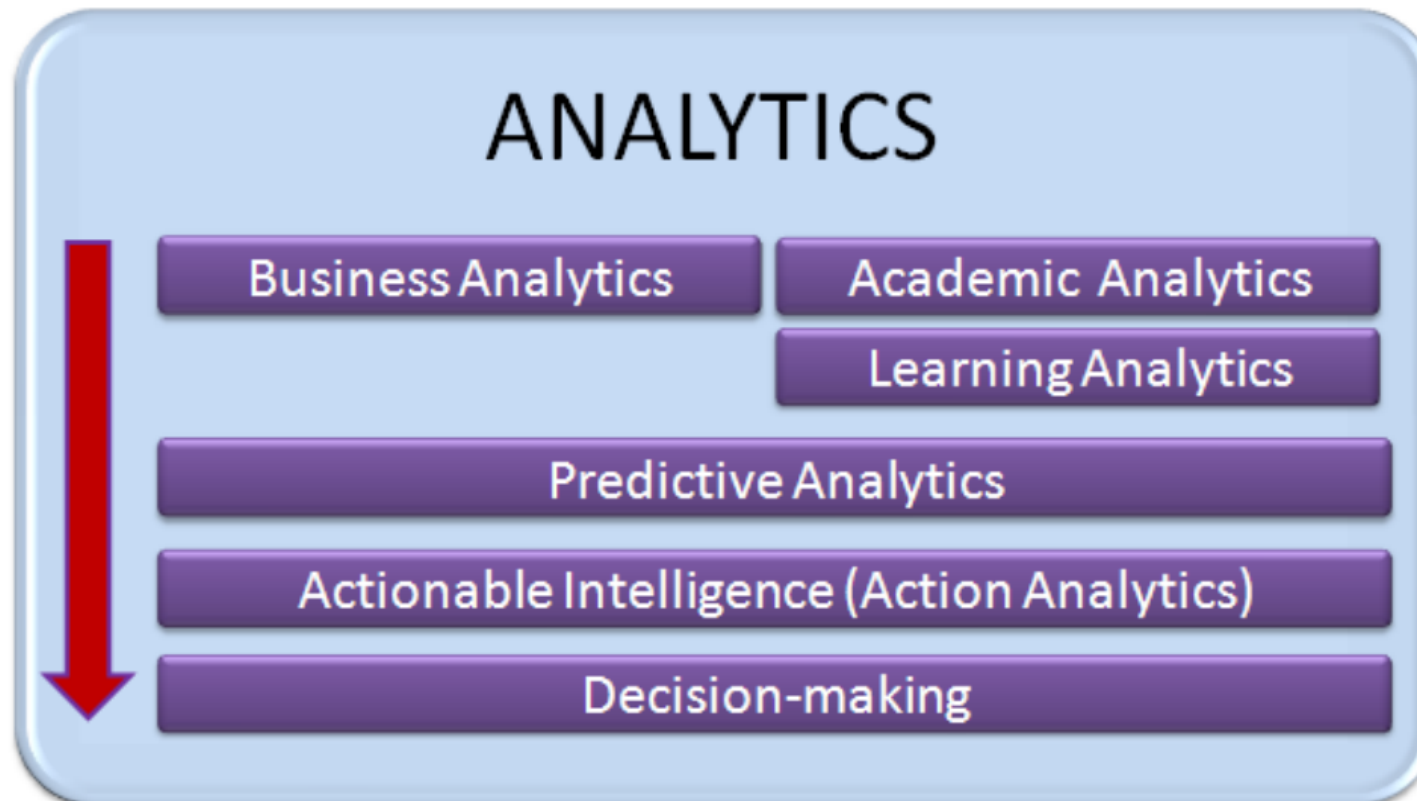 ANALYTICS
Business Analytics
Academic Analytics
Learning Analytics
Predictive Analytics
Actionable Intelligence (Action Analytics)
Decision-making